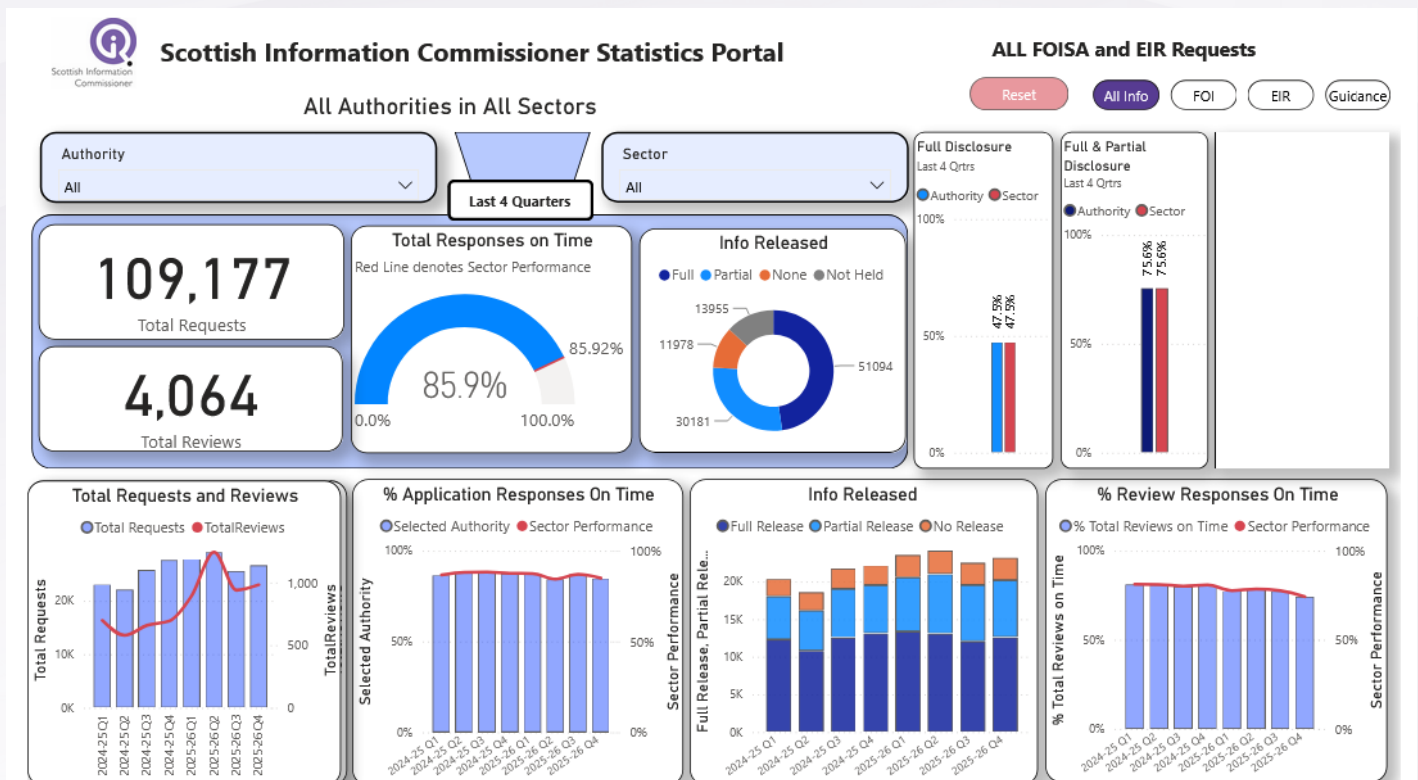 Scottish Information
Commissioner
Scottish Information Commissioner Statistics Portal
ALL FOISA and EIR Requests
Reset
All Info
FOI
EIR
Guidance
All Authorities in All Sectors
Authority
All
Last 4 Quarters
Sector
All
109,177
Total Requests
4,064
Total Reviews
Total Responses on Time
Red Line denotes Sector Performance
85.92%
85.9%
0.0%
100.0%
Info Released
Full Partial None Not Held
13955
11978
51094
30181
Full Disclosure
Last 4 Qrtrs
Authority Sector
100%
47.5%
47.5%
50%
0%
Full & Partial
Disclosure
Last 4 Qrtrs
Authority Sector
100%
75.6%
75.6%
50%
0%
Total Requests and Reviews
Total Requests TotalReviews
Total Requests
20K
10K
0K
1,000
500
0
TotalReviews
2024-25 Q1
2024-25 Q2
2024-25 Q3
2024-25 Q4
2025-26 Q1
2025-26 Q2
2025-26 Q3
2025-26 Q4
% Application Responses On Time
Selected Authority Sector Performance
Selected Authority
100%
50%
0%
100%
50%
0%
Sector Performance
2024-25 Q1
2024-25 Q2
2024-25 Q3
2024-25 Q4
2025-26 Q1
2025-26 Q2
2025-26 Q3
2025-26 Q4
Info Released
Full Release Partial Release No Release
Full Release, Partial Rele...
20K
15K
10K
5K
0K
2024-25 Q1
2024-25 Q2
2024-25 Q3
2024-25 Q4
2025-26 Q1
2025-26 Q2
2025-26 Q3
2025-26 Q4
% Review Responses On Time
% Total Reviews on Time Sector Performance
% Total Reviews on Time
100%
50%
0%
100%
50%
0%
Sector Performance
2024-25 Q1
2024-25 Q2
2024-25 Q3
2024-25 Q4
2025-26 Q1
2025-26 Q2
2025-26 Q3
2025-26 Q4